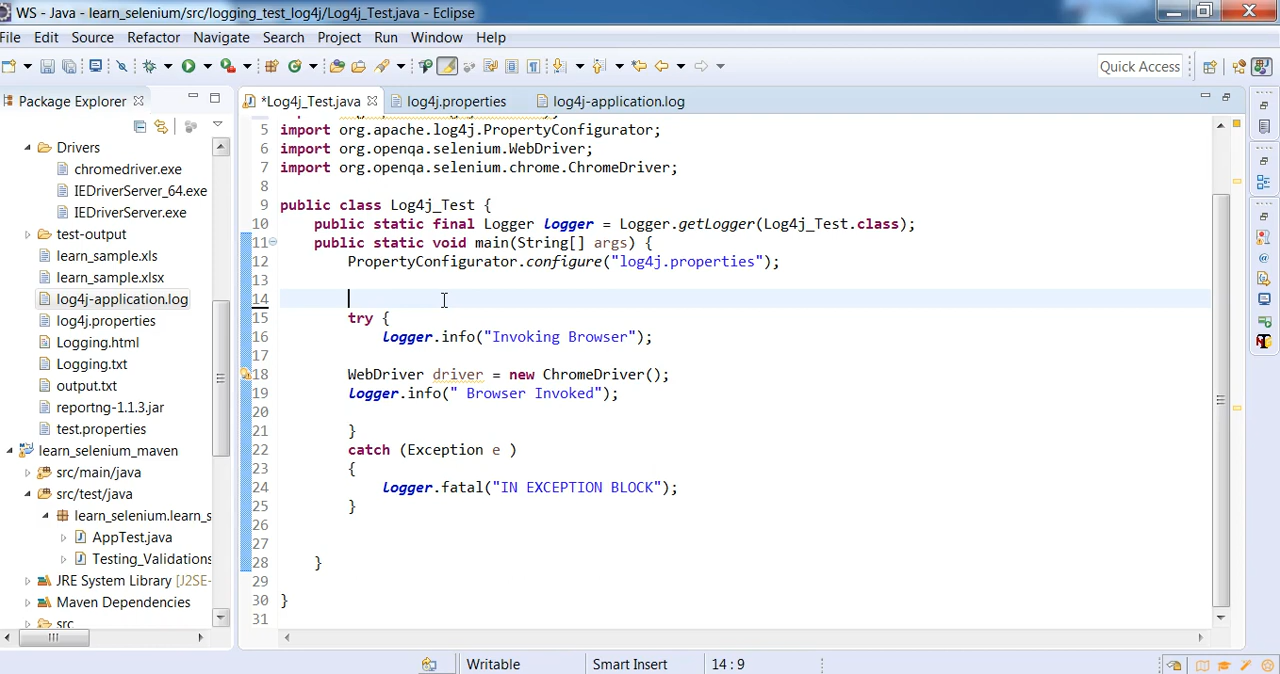 WS - Java - learn_selenium/src/logging_test_log4j/Log4j_Test.java - Eclipse
File Edit Source Refactor Navigate Search Project Run Window Help
Quick Access
Package Explorer
*Log4j_Test.java log4j.properties log4j-application.log
Drivers
chromedriver.exe
IEDriverServer_64.exe
IEDriverServer.exe
test-output
learn_sample.xls
learn_sample.xlsx
log4j-application.log
log4j.properties
Logging.html
Logging.txt
output.txt
reportng-1.1.3.jar
test.properties
learn_selenium_maven
src/main/java
src/test/java
learn_selenium.learn_s
AppTest.java
Testing_Validations
JRE System Library [J2SE-
Maven Dependencies
src
5 import org.apache.log4j.PropertyConfigurator;
6 import org.openqa.selenium.WebDriver;
7 import org.openqa.selenium.chrome.ChromeDriver;
8
9 public class Log4j_Test {
10 public static final Logger logger = Logger.getLogger(Log4j_Test.class);
11 public static void main(String[] args) {
12 PropertyConfigurator.configure("log4j.properties");
13
14
15 try {
16 logger.info("Invoking Browser");
17
18 WebDriver driver = new ChromeDriver();
19 logger.info(" Browser Invoked");
20
21 }
22 catch (Exception e )
23 {
24 logger.fatal("IN EXCEPTION BLOCK");
25 }
26
27
28 }
29
30 }
31
Writable Smart Insert 14 : 9